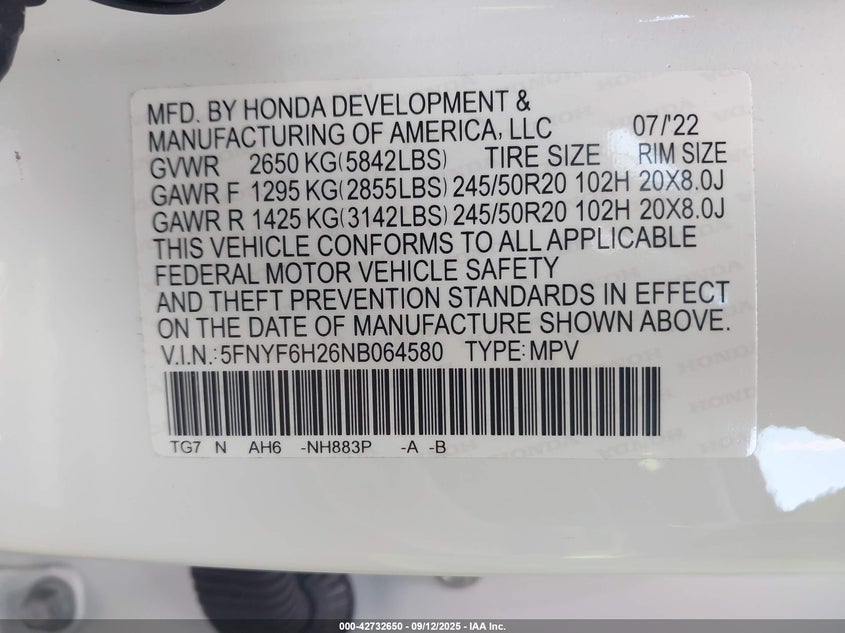 MFD. BY HONDA DEVELOPMENT &
MANUFACTURING OF AMERICA, LLC 07/'22
GVWR 2650 KG(5842LBS) TIRE SIZE RIM SIZE
GAWR F 1295 KG(2855LBS) 245/50R20 102H 20X8.0J
GAWR R 1425 KG(3142LBS) 245/50R20 102H 20X8.0J
THIS VEHICLE CONFORMS TO ALL APPLICABLE
FEDERAL MOTOR VEHICLE SAFETY
AND THEFT PREVENTION STANDARDS IN EFFECT
ON THE DATE OF MANUFACTURE SHOWN ABOVE.
V.I.N.:5FNYF6H26NB064580 TYPE:MPV
TG7 N AH6 -NH883P -A -B
000-42732650 - 09/12/2025 - IAA Inc.